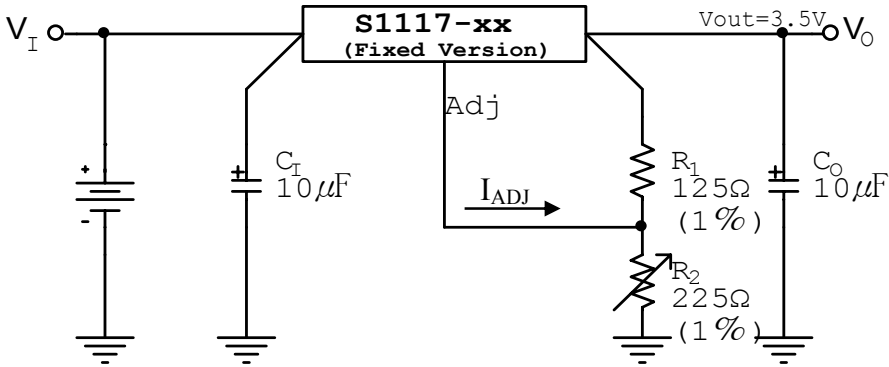 S1117-xx
(Fixed Version)
Vout=3.5V
V_I
V_O
Adj
+
-
+
C_I
10μF
I_ADJ
R_1
125Ω
(1%)
+
C_O
10μF
R_2
225Ω
(1%)